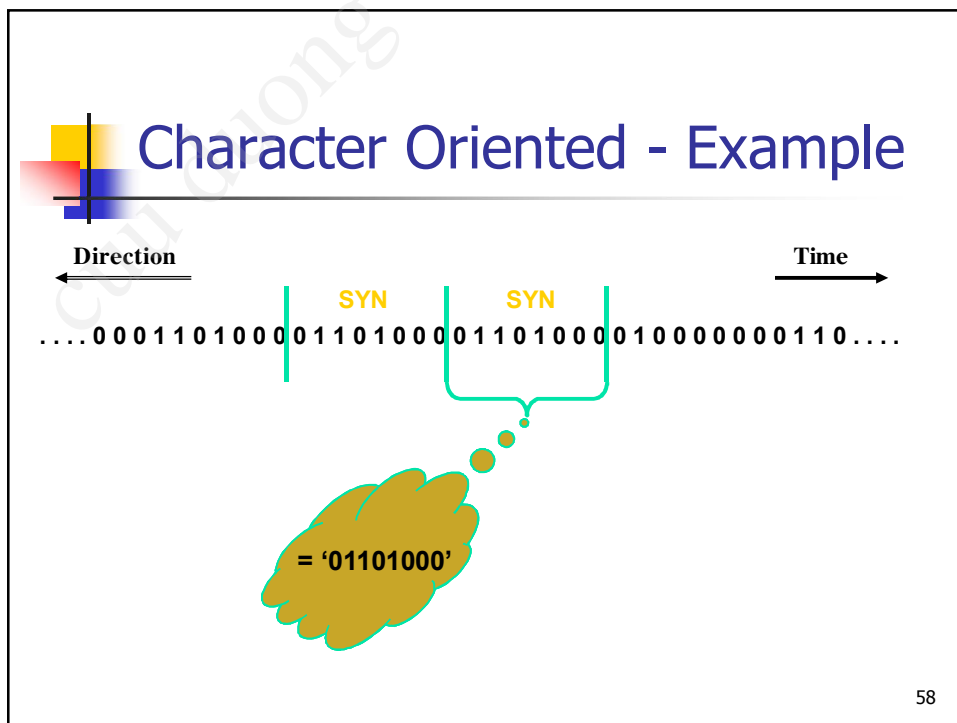 cuu duong
Character Oriented - Example
Direction
Time
SYN SYN
. . . . 0 0 0 1 1 0 1 0 0 0 0 1 1 0 1 0 0 0 0 1 1 0 1 0 0 0 0 1 0 0 0 0 0 0 0 1 1 0 . . . .
= ‘01101000’
58